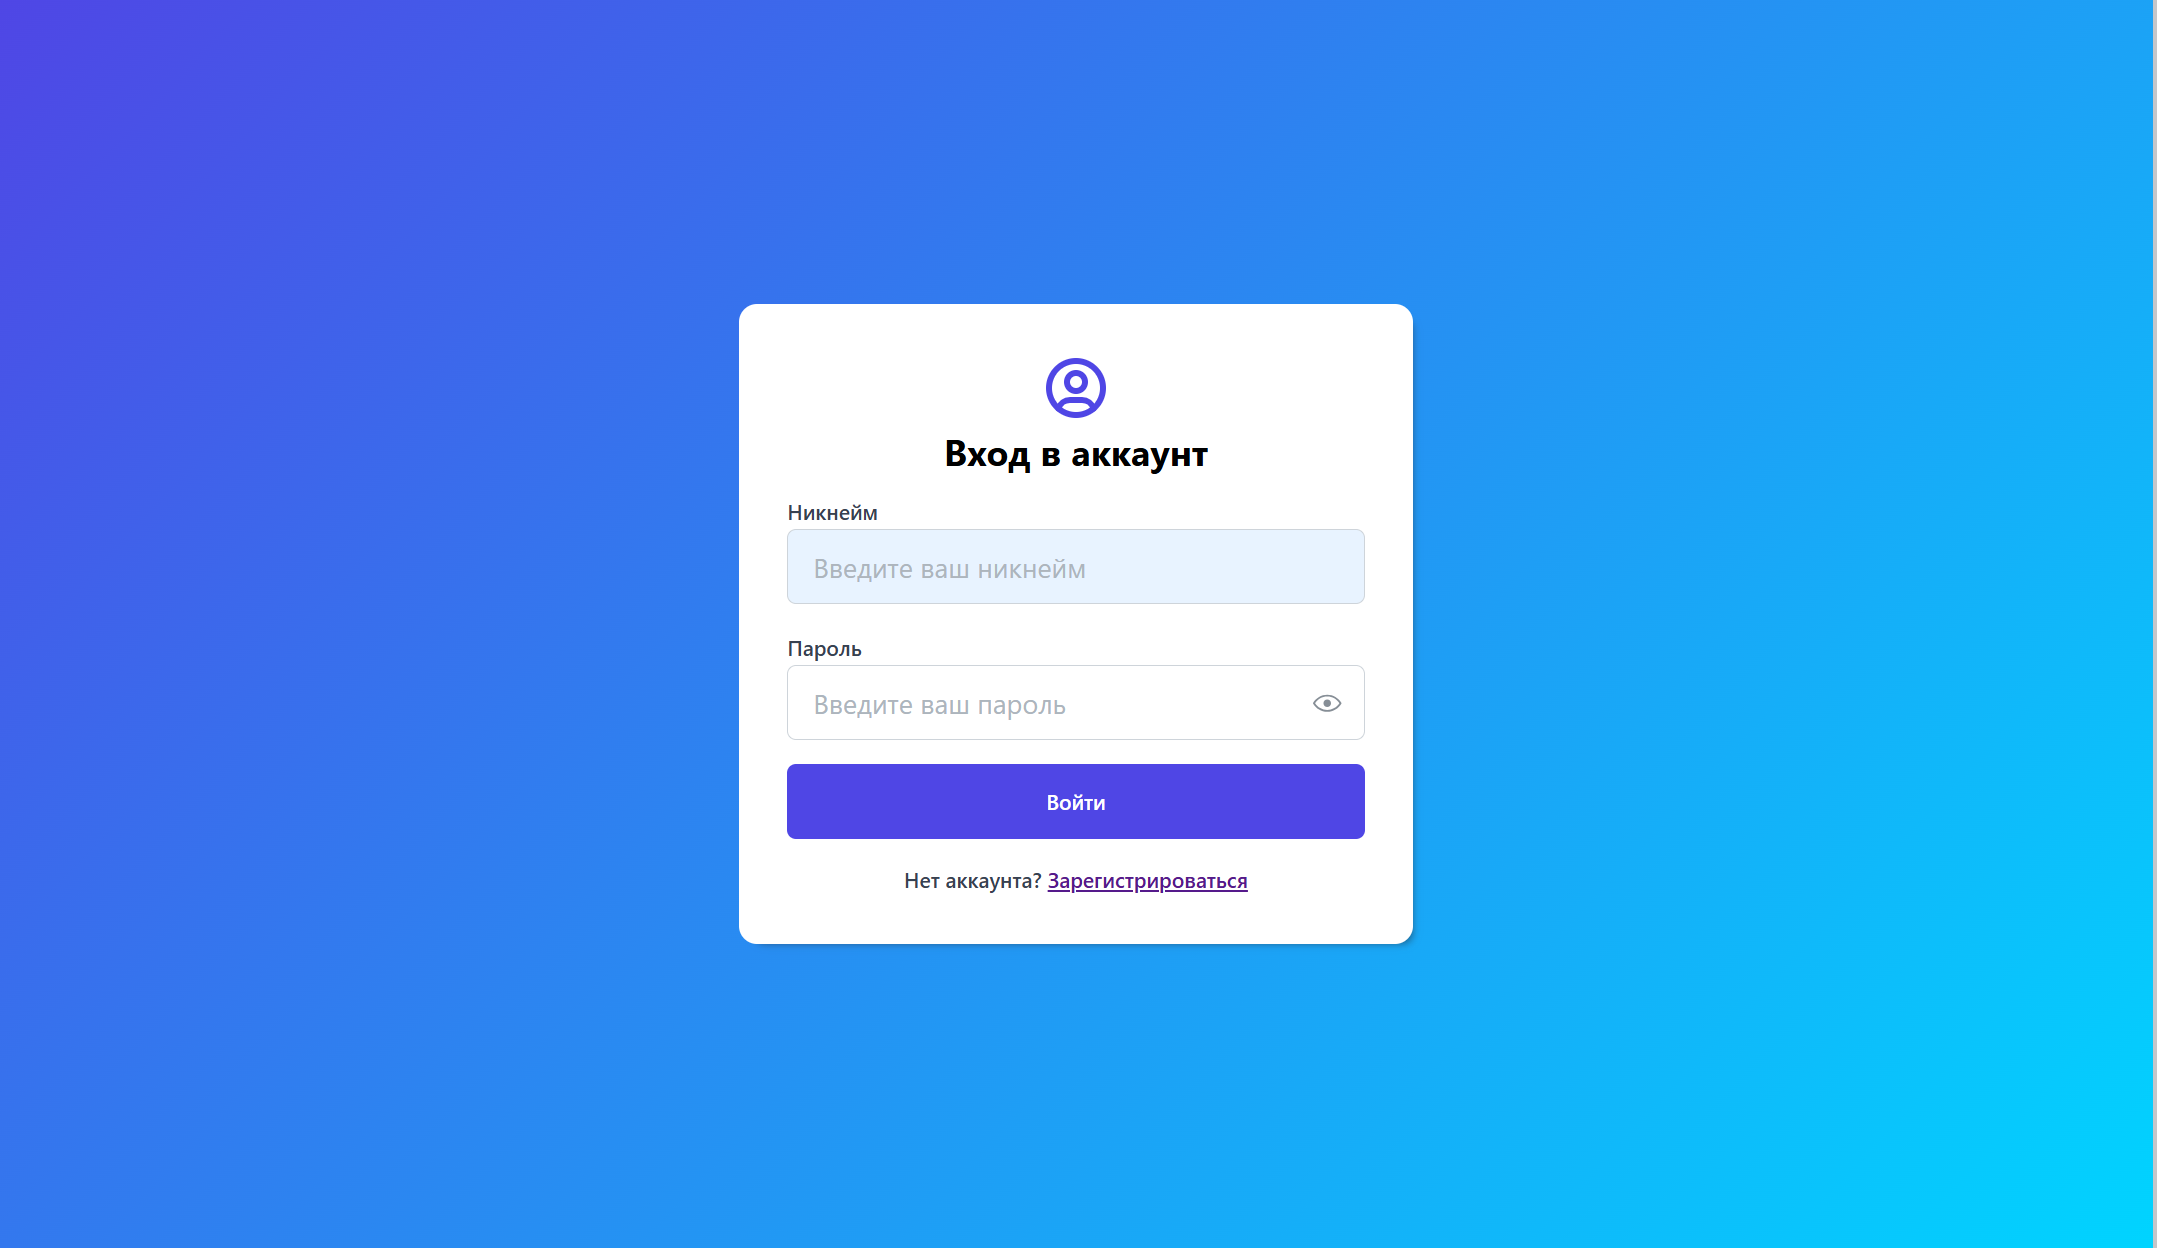 Вход в аккаунт
Никнейм
Введите ваш никнейм
Пароль
Введите ваш пароль
Войти
Нет аккаунта? Зарегистрироваться